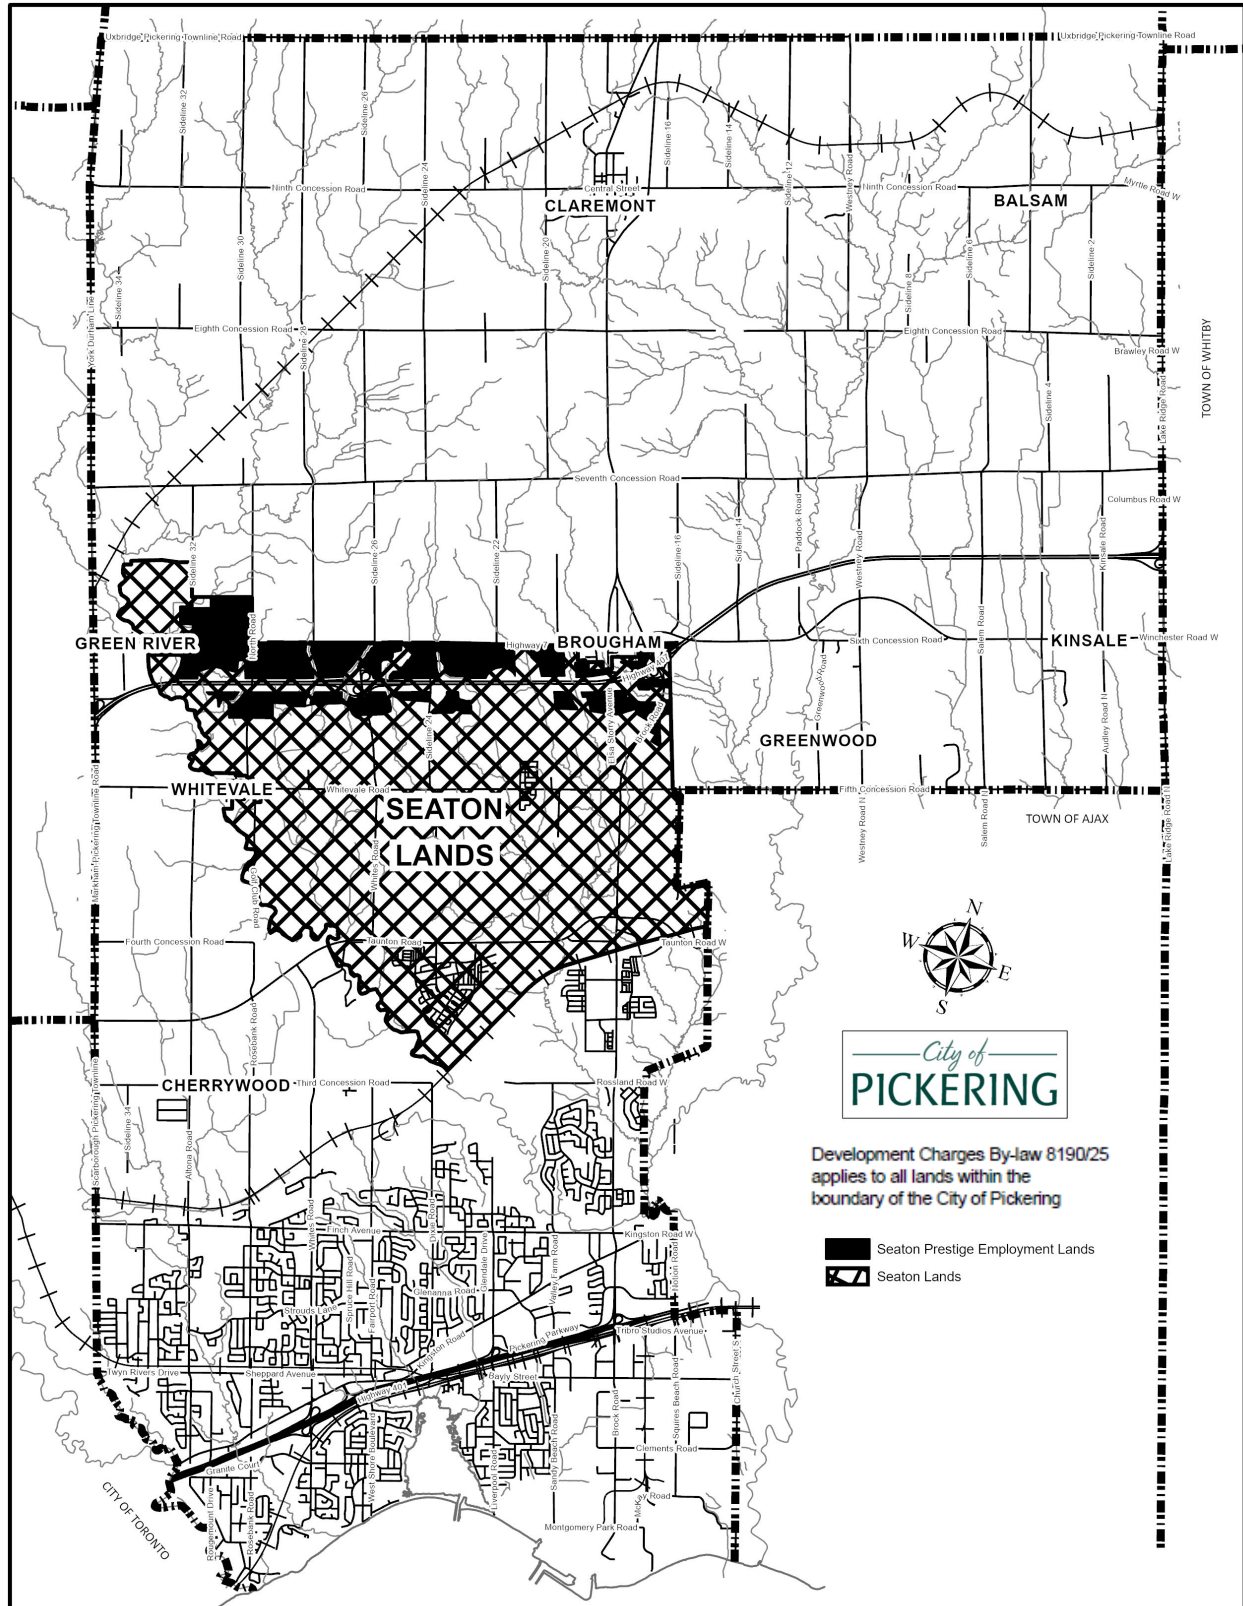 Uxbridge Pickering Townline Road
Uxbridge Pickering Townline Road
Sideline 32
Sideline 26
Sideline 24
Sideline 16
Sideline 14
Sideline 12
Westney Road
Ninth Concession Road
Central Street
Ninth Concession Road
Myrtle Road W
CLAREMONT
BALSAM
Sideline 34
Sideline 30
Sideline 20
Sideline 8
Sideline 6
Sideline 2
York Durham Line
Eighth Concession Road
Sideline 28
Eighth Concession Road
Brawley Road W
TOWN OF WHITBY
Sideline 4
Lake Ridge Road
Seventh Concession Road
Columbus Road W
Sideline 32
Sideline 26
Sideline 22
Sideline 16
Sideline 14
Paddock Road
Westney Road
Kinsale Road
North Road
Salem Road
GREEN RIVER
Highway 7
BROUGHAM
Sixth Concession Road
KINSALE
Winchester Road W
Highway 407
Greenwood Road
Sideline 24
Elsa Storry Avenue
Brock Road
Audley Road N
GREENWOOD
WHITEVALE
Whitevale Road
Fifth Concession Road
SEATON
LANDS
TOWN OF AJAX
Markham Pickering Townline Road
Whites Road
Westney Road N
Salem Road N
Lake Ridge Road N
Golf Club Road
Fourth Concession Road
Taunton Road
Taunton Road W
N
W
E
S
Rosebank Road
City of
PICKERING
CHERRYWOOD
Third Concession Road
Rossland Road W
Scarborough Pickering Townline
Sideline 34
Altona Road
Development Charges By-law 8190/25
applies to all lands within the
boundary of the City of Pickering
Whites Road
Finch Avenue
Dixie Road
Glendale Drive
Kingston Road W
Seaton Prestige Employment Lands
Seaton Lands
Spruce Hill Road
Fairport Road
Glenanna Road
Valley Farm Road
Notion Road
Strouds Lane
Kingston Road
Pickering Parkway
Tribro Studios Avenue
Twyn Rivers Drive
Sheppard Avenue
Bayly Street
Highway 401
Church Street S
Squires Beach Road
Brock Road
West Shore Boulevard
Sandy Beach Road
Clements Road
Granite Court
Liverpool Road
McKay Road
Montgomery Park Road
CITY OF TORONTO
Rougemount Drive
Rosebank Road